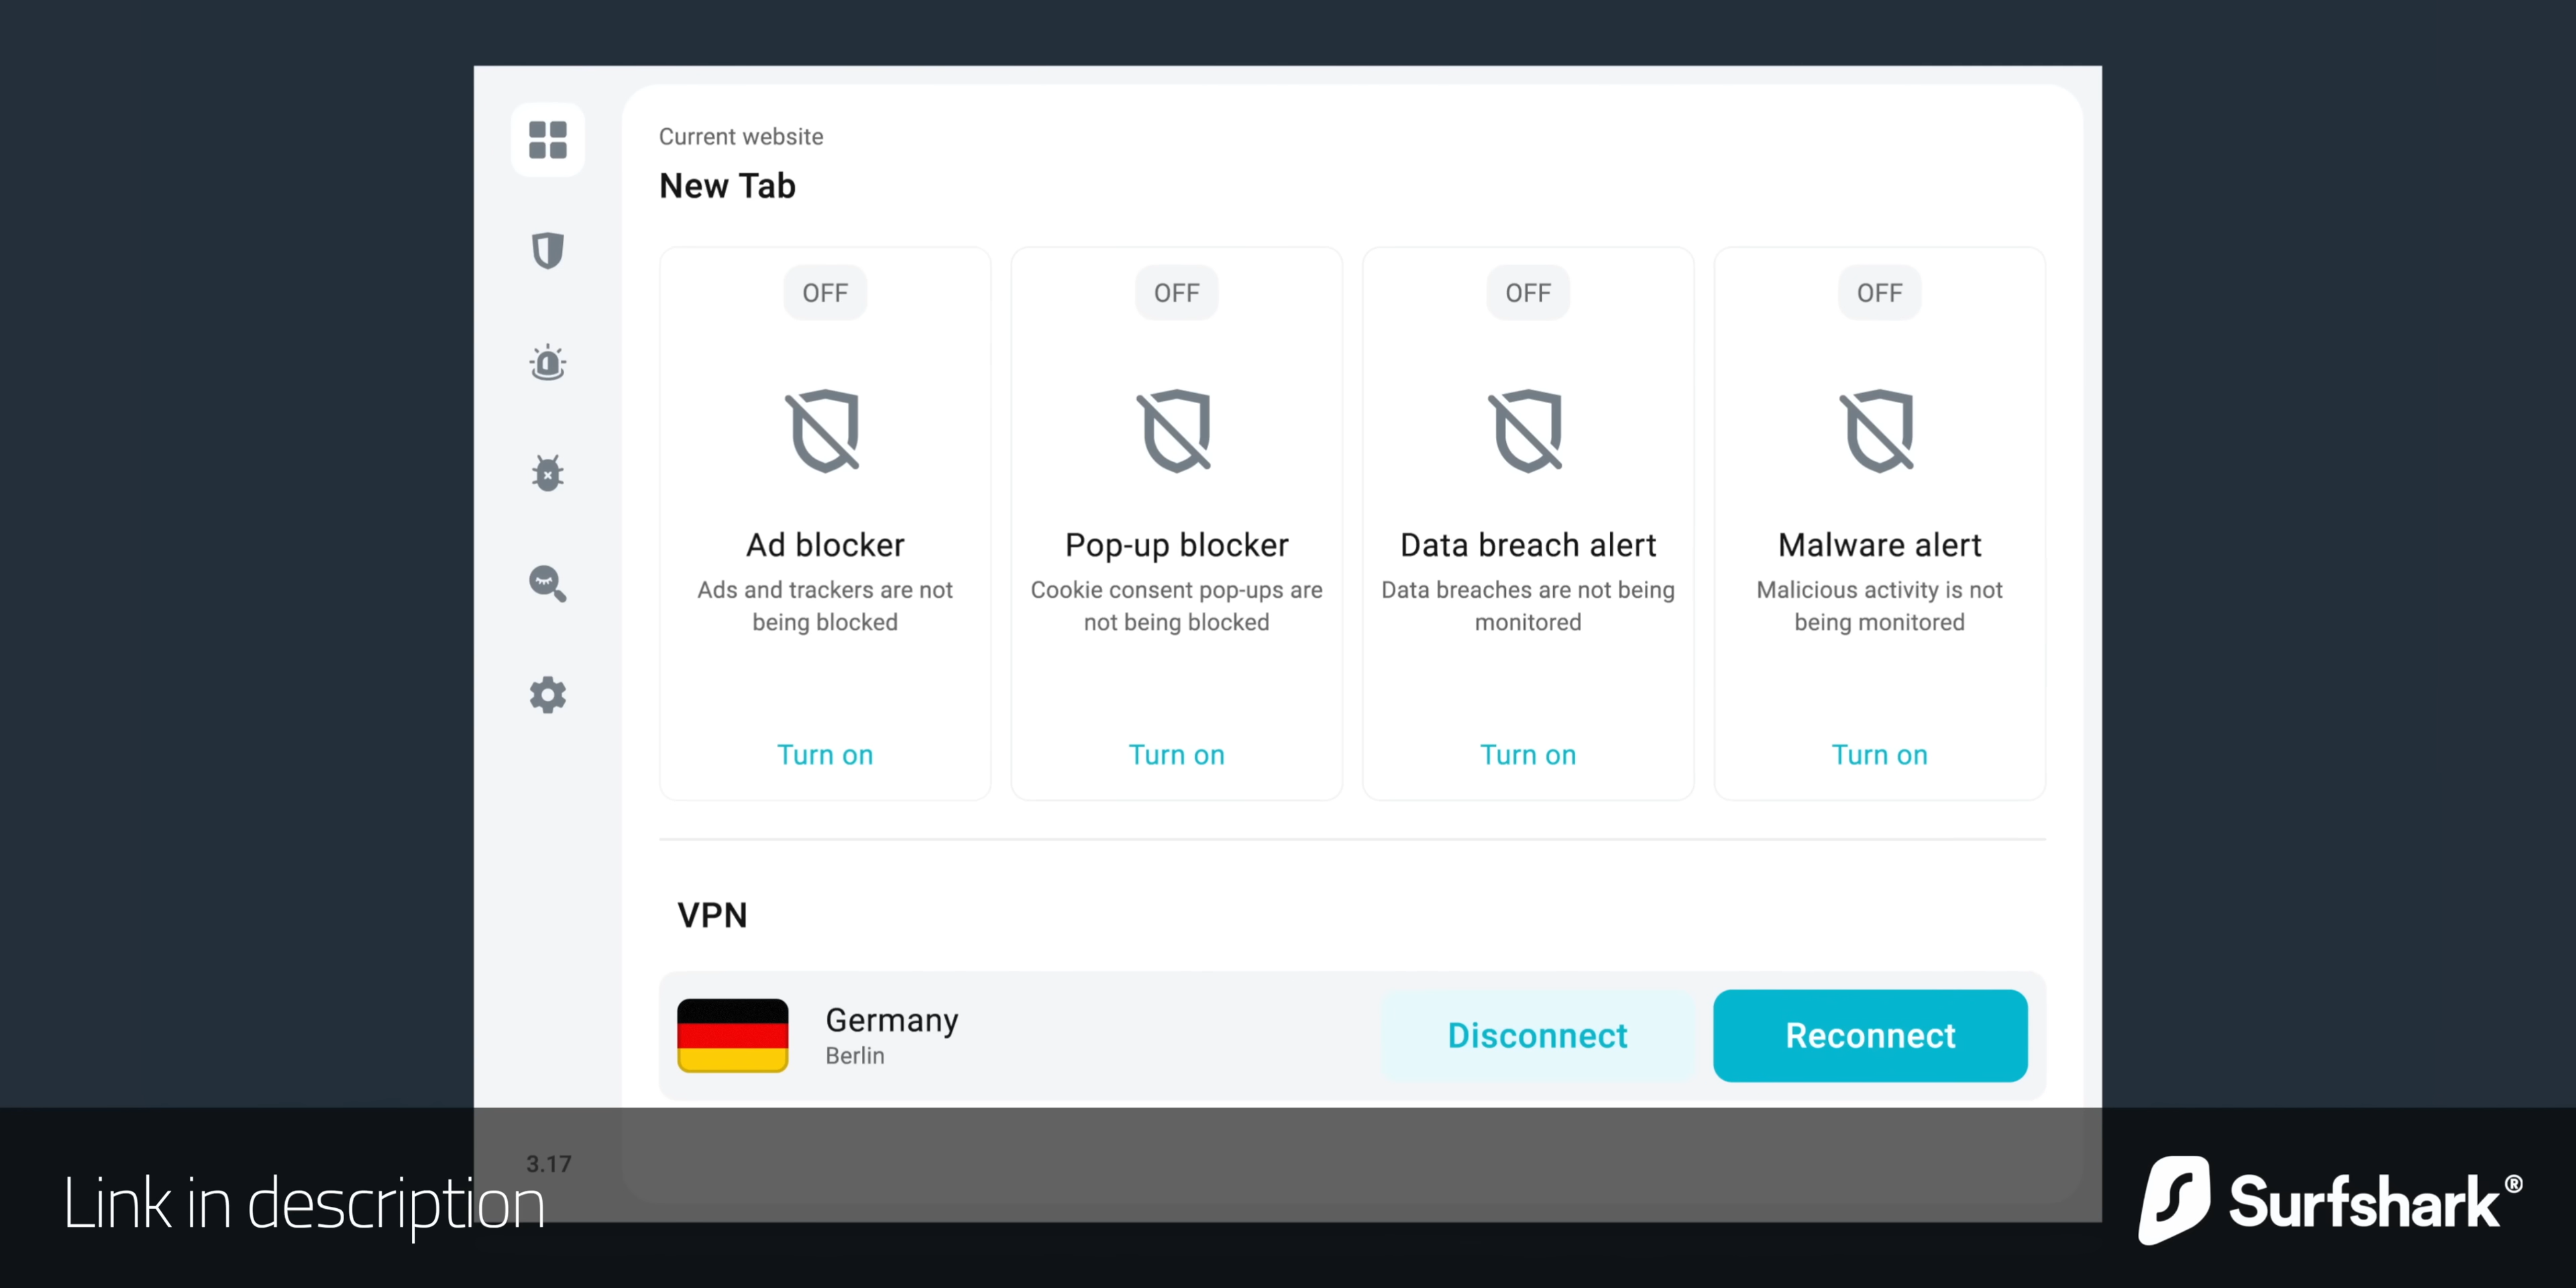 Current website
New Tab
OFF
OFF
OFF
OFF
Ad blocker
Ads and trackers are not
being blocked
Turn on
Pop-up blocker
Cookie consent pop-ups are
not being blocked
Turn on
Data breach alert
Data breaches are not being
monitored
Turn on
Malware alert
Malicious activity is not
being monitored
Turn on
VPN
Germany
Berlin
Disconnect
Reconnect
3.17
Link in description
Surfshark®